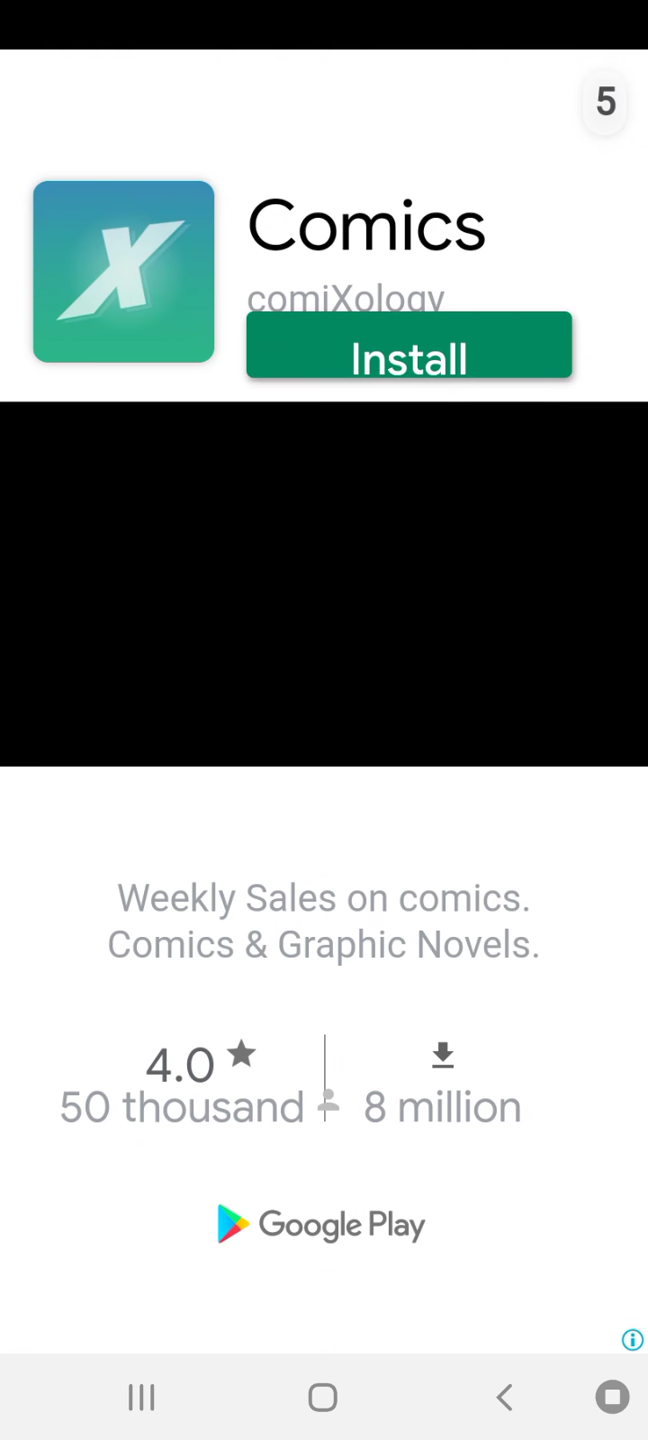 5
Comics
comiXology
Install
Weekly Sales on comics.
Comics & Graphic Novels.
4.0
50 thousand
8 million
Google Play